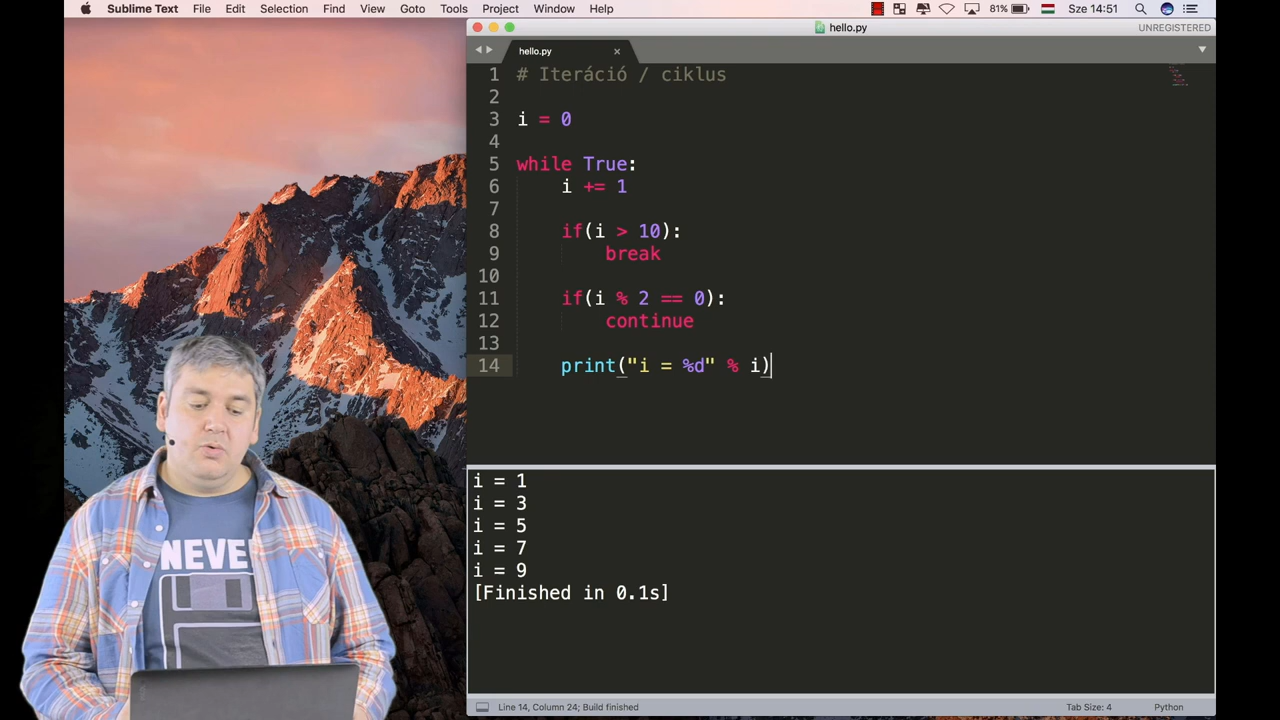 Sublime Text File Edit Selection Find View Goto Tools Project Window Help 81% Sze 14:51
hello.py UNREGISTERED
hello.py ×
1 # Iteráció / ciklus
2
3 i = 0
4
5 while True:
6 i += 1
7
8 if(i > 10):
9 break
10
11 if(i % 2 == 0):
12 continue
13
14 print("i = %d" % i)
i = 1
i = 3
i = 5
i = 7
i = 9
[Finished in 0.1s]
Line 14, Column 24; Build finished Tab Size: 4 Python
NEVE